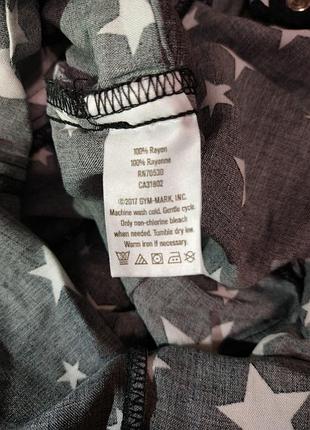 100% Rayon
100% Rayonne
RN70530
CA31802
©2017 GYM-MARK, INC.
Machine wash cold. Gentle cycle.
Only non-chlorine bleach
when needed. Tumble dry low.
Warm iron if necessary.